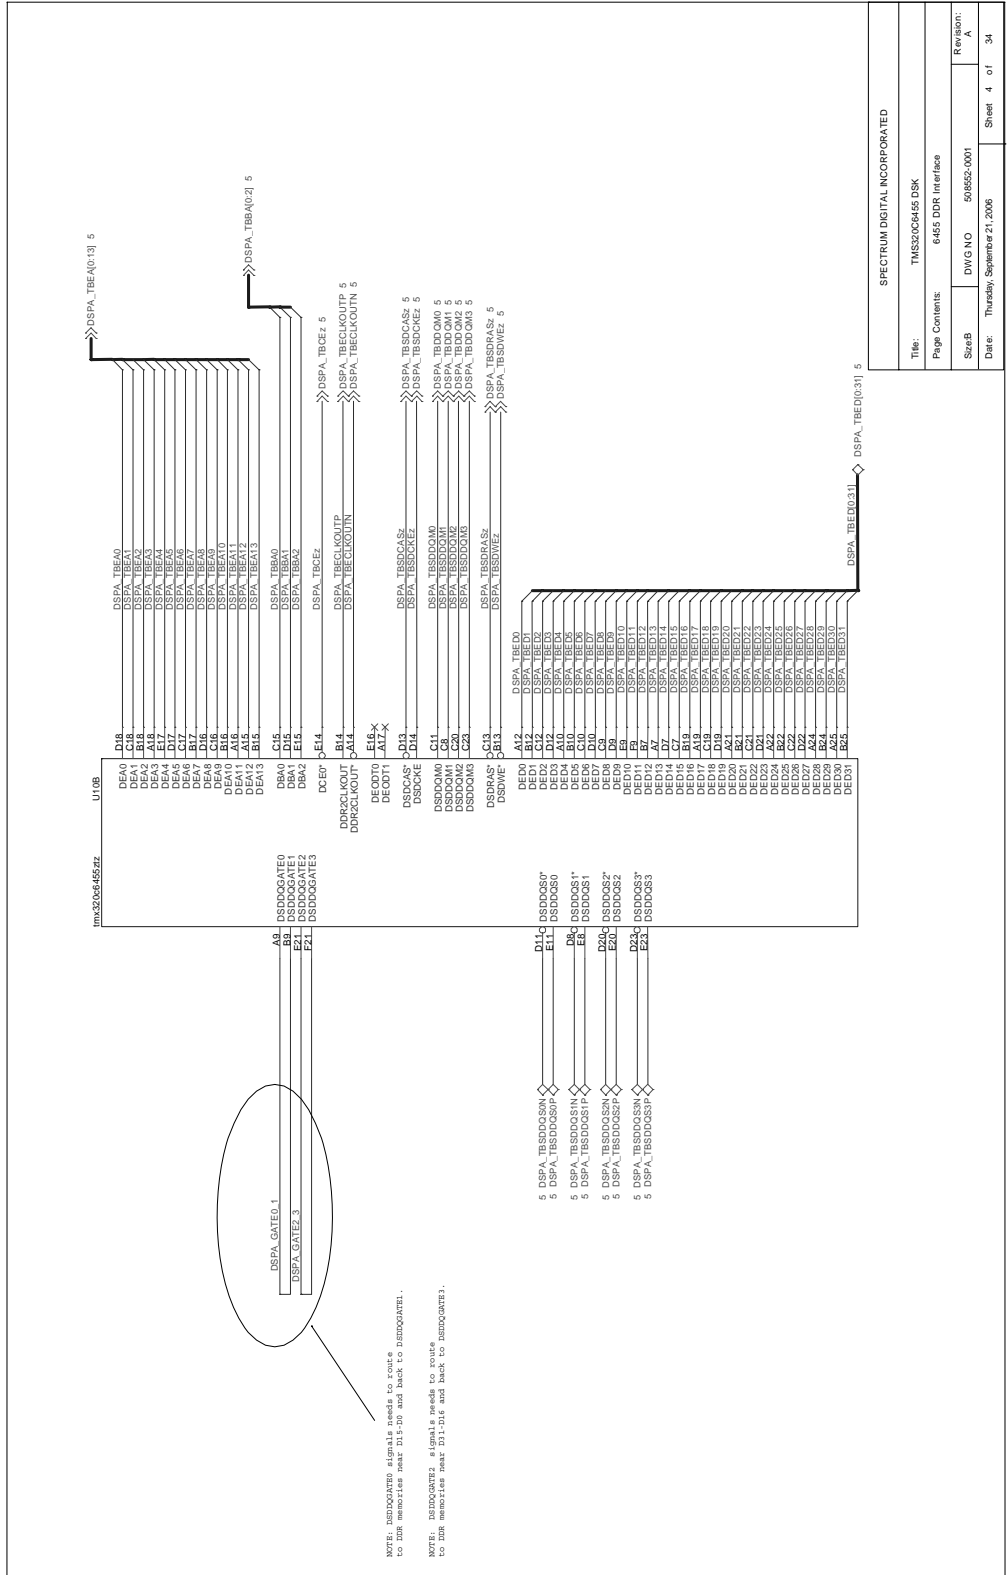 tmx320c6455ztz
U10B
DSPA_TBEA[0:13] 5
DEA0 D18 DSPA_TBEA0
DEA1 C18 DSPA_TBEA1
DEA2 B18 DSPA_TBEA2
DEA3 A18 DSPA_TBEA3
DEA4 E17 DSPA_TBEA4
DEA5 D17 DSPA_TBEA5
DEA6 C17 DSPA_TBEA6
DEA7 B17 DSPA_TBEA7
DEA8 D16 DSPA_TBEA8
DEA9 C16 DSPA_TBEA9
DEA10 B16 DSPA_TBEA10
DEA11 A16 DSPA_TBEA11
DEA12 A15 DSPA_TBEA12
DEA13 B15 DSPA_TBEA13
DSPA_TBBA[0:2] 5
DBA0 C15 DSPA_TBBA0
DBA1 D15 DSPA_TBBA1
DBA2 E15 DSPA_TBBA2
DCE0* E14 DSPA_TBCEz DSPA_TBCEz 5
DDR2CLKOUT B14 DSPA_TBECLKOUTP DSPA_TBECLKOUTP 5
DDR2CLKOUT* A14 DSPA_TBECLKOUTN DSPA_TBECLKOUTN 5
DEODT0 E16
DEODT1 A17
DSDCAS* D13 DSPA_TBSDCASz DSPA_TBSDCASz 5
DSDCKE D14 DSPA_TBSDCKEz DSPA_TBSDCKEz 5
DSDDQM0 C11 DSPA_TBSDDQM0 DSPA_TBDDQM0 5
DSDDQM1 C8 DSPA_TBSDDQM1 DSPA_TBDDQM1 5
DSDDQM2 C20 DSPA_TBSDDQM2 DSPA_TBDDQM2 5
DSDDQM3 C23 DSPA_TBSDDQM3 DSPA_TBDDQM3 5
DSDRAS* C13 DSPA_TBSDRASz DSPA_TBSDRASz 5
DSDWE* B13 DSPA_TBSDWEz DSPA_TBSDWEz 5
DED0 A12 DSPA_TBED0
DED1 B12 DSPA_TBED1
DED2 C12 DSPA_TBED2
DED3 D12 DSPA_TBED3
DED4 A10 DSPA_TBED4
DED5 B10 DSPA_TBED5
DED6 C10 DSPA_TBED6
DED7 D10 DSPA_TBED7
DED8 C9 DSPA_TBED8
DED9 D9 DSPA_TBED9
DED10 E9 DSPA_TBED10
DED11 F9 DSPA_TBED11
DED12 B7 DSPA_TBED12
DED13 A7 DSPA_TBED13
DED14 D7 DSPA_TBED14
DED15 C7 DSPA_TBED15
DED16 B19 DSPA_TBED16
DED17 A19 DSPA_TBED17
DED18 C19 DSPA_TBED18
DED19 D19 DSPA_TBED19
DED20 A21 DSPA_TBED20
DED21 B21 DSPA_TBED21
DED22 C21 DSPA_TBED22
DED23 D21 DSPA_TBED23
DED24 A22 DSPA_TBED24
DED25 B22 DSPA_TBED25
DED26 C22 DSPA_TBED26
DED27 D22 DSPA_TBED27
DED28 A24 DSPA_TBED28
DED29 B24 DSPA_TBED29
DED30 A25 DSPA_TBED30
DED31 B25 DSPA_TBED31
DSPA_TBED[0:31]
DSPA_TBED[0:31] 5
DSPA_GATE0_1 A9 DSDDQGATE0
B9 DSDDQGATE1
DSPA_GATE2_3 E21 DSDDQGATE2
F21 DSDDQGATE3
5 DSPA_TBSDDQS0N D11 DSDDQS0*
5 DSPA_TBSDDQS0P E11 DSDDQS0
5 DSPA_TBSDDQS1N D8 DSDDQS1*
5 DSPA_TBSDDQS1P E8 DSDDQS1
5 DSPA_TBSDDQS2N D20 DSDDQS2*
5 DSPA_TBSDDQS2P E20 DSDDQS2
5 DSPA_TBSDDQS3N D23 DSDDQS3*
5 DSPA_TBSDDQS3P E23 DSDDQS3
NOTE: DSDDQGATE0 signals needs to route
to DDR memories near D15-D0 and back to DSDDQGATE1.
NOTE: DSDDQGATE2 signals needs to route
to DDR memories near D31-D16 and back to DSDDQGATE3.
SPECTRUM DIGITAL INCORPORATED
Title: TMS320C6455 DSK
Page Contents: 6455 DDR Interface
Size:B DWG NO 508552-0001 Revision: A
Date: Thursday, September 21, 2006 Sheet 4 of 34